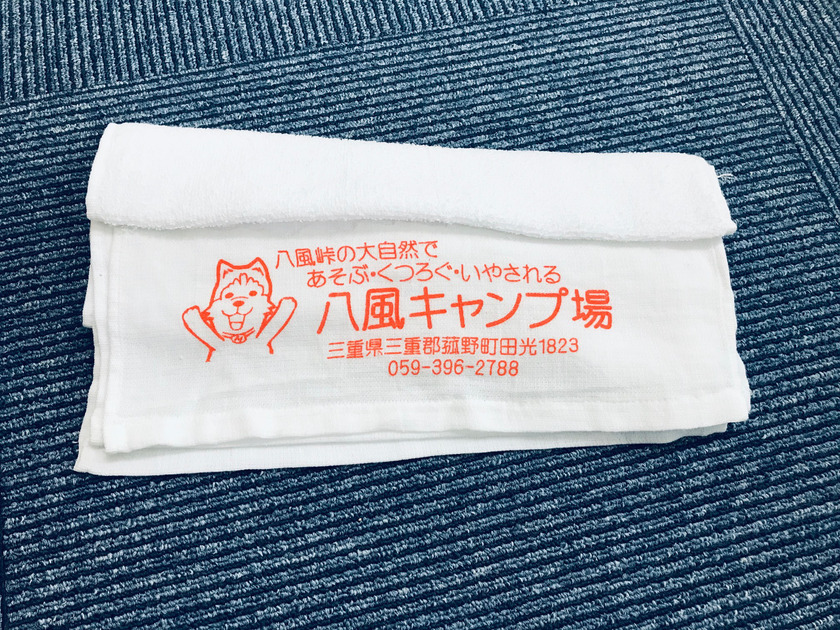 八風峠の大自然で
あそぶ・くつろぐ・いやされる
八風キャンプ場
三重県三重郡菰野町田光1823
059-396-2788